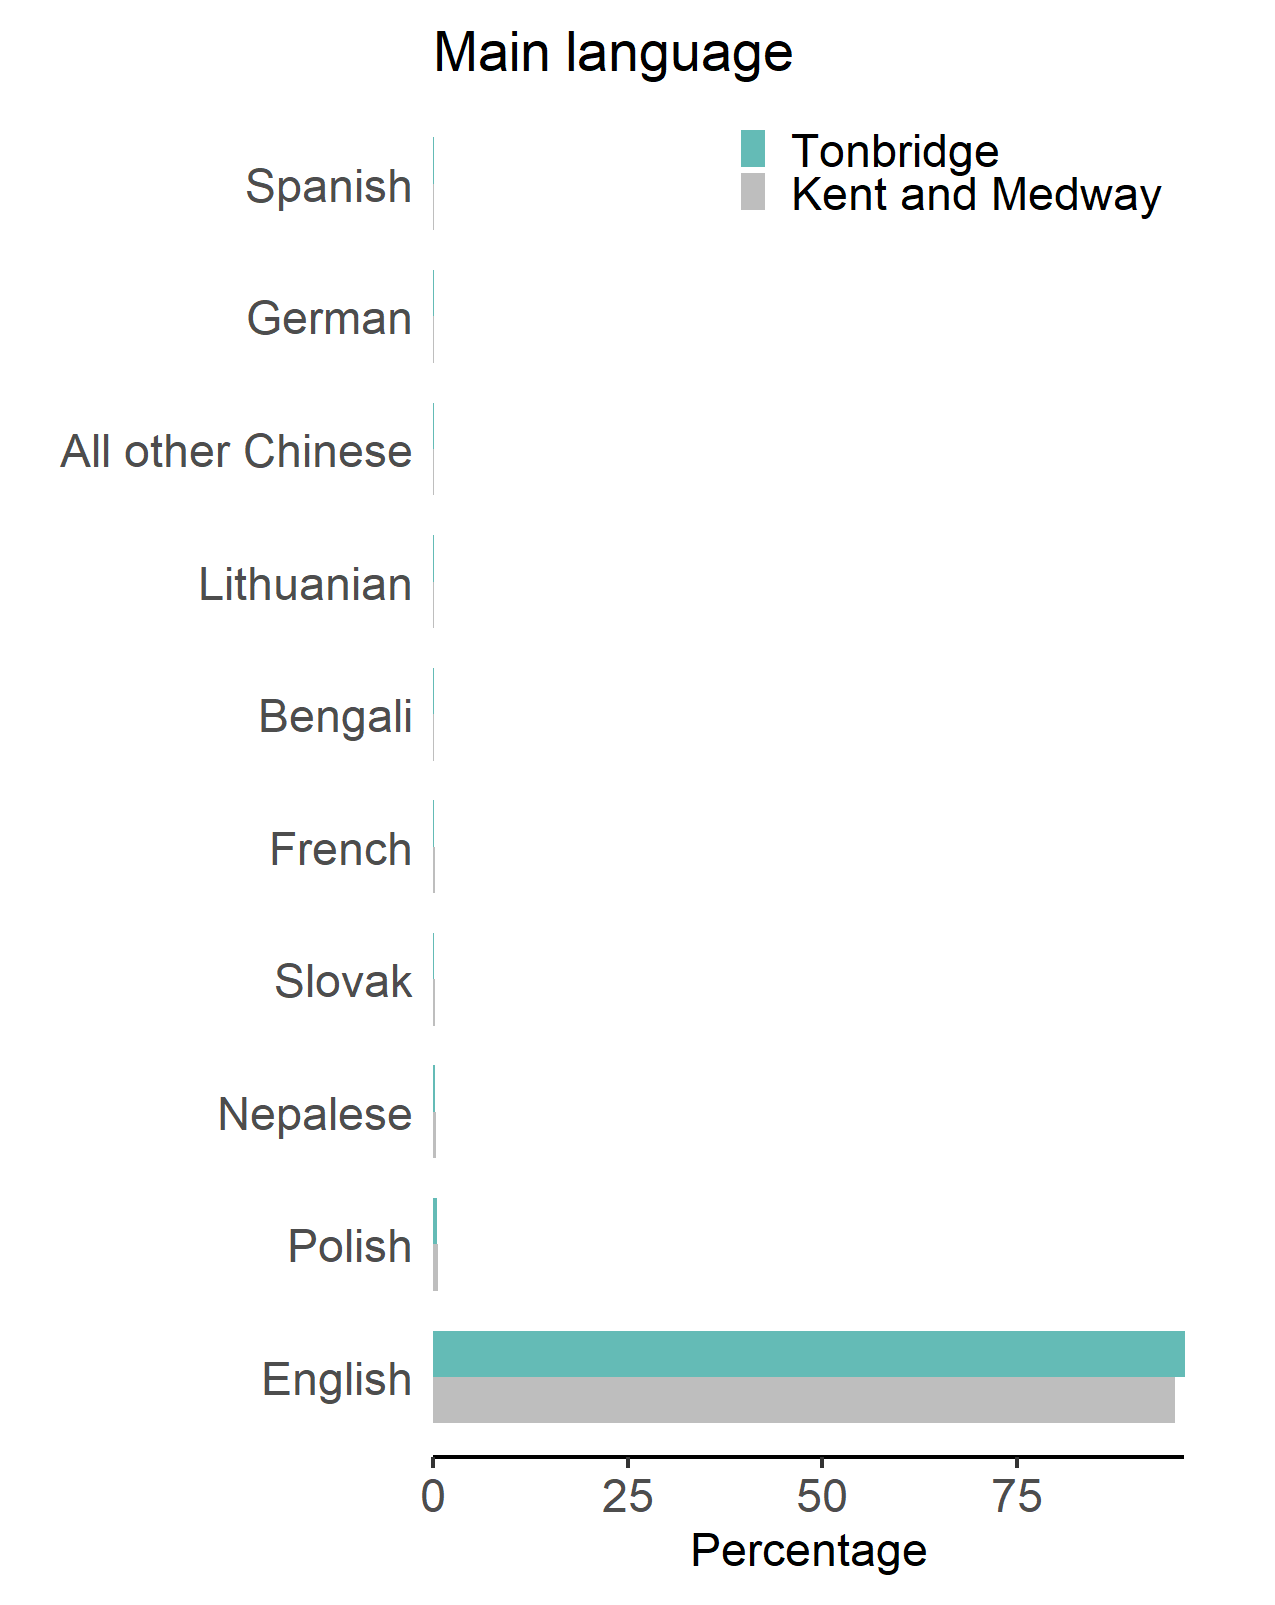 Main language
Tonbridge
Kent and Medway
Spanish
German
All other Chinese
Lithuanian
Bengali
French
Slovak
Nepalese
Polish
English
0 25 50 75
Percentage